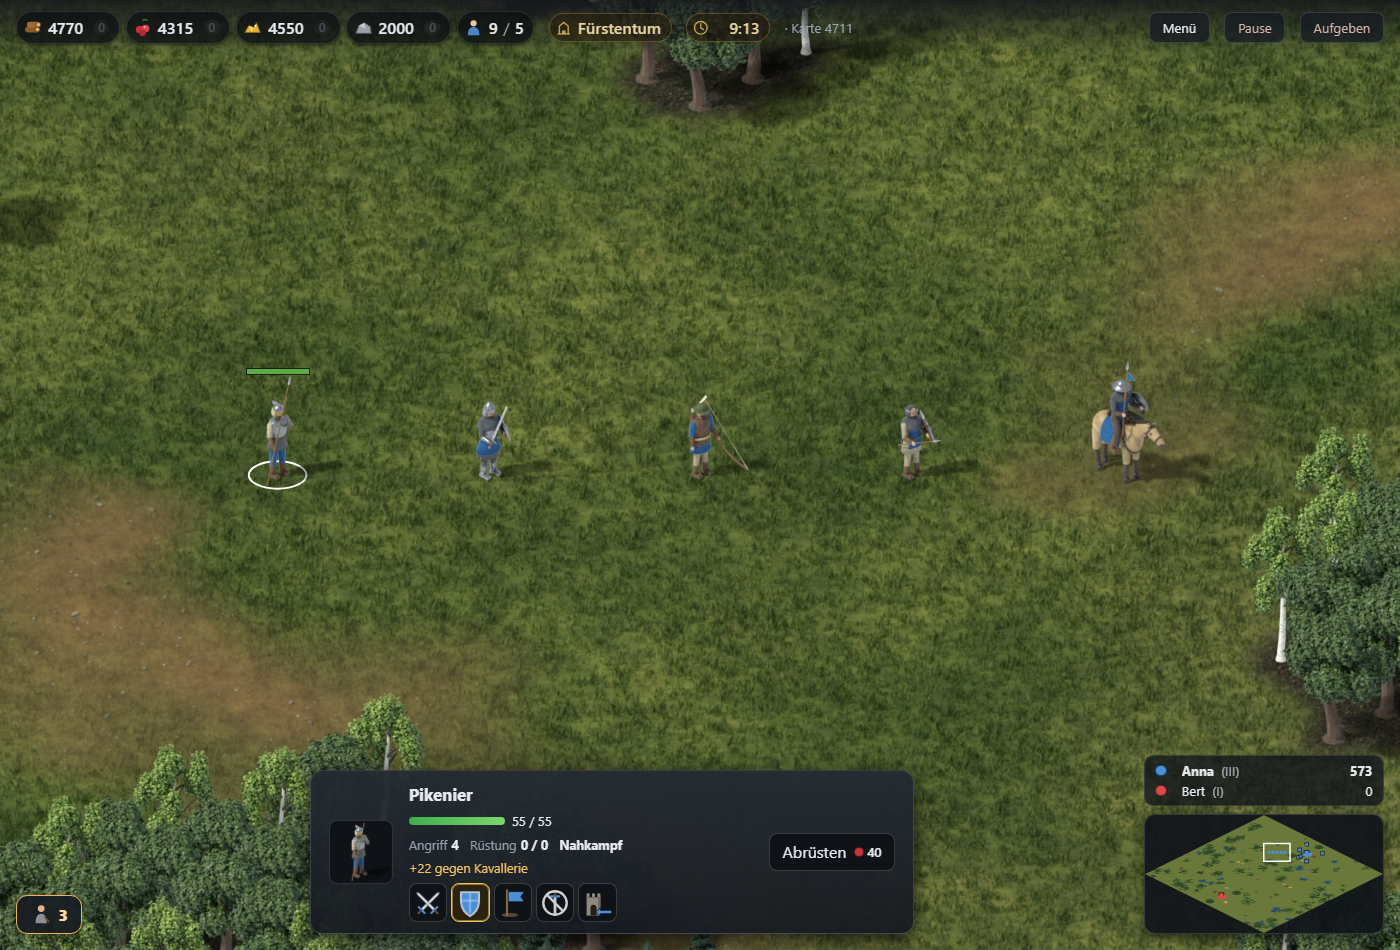 4770 0 4315 0 4550 0 2000 0 9 / 5 Fürstentum 9:13 · Karte 4711 Menü Pause Aufgeben
Pikenier
55 / 55
Angriff 4 Rüstung 0 / 0 Nahkampf
+22 gegen Kavallerie
Abrüsten 40
Anna (III) 573
Bert (I) 0
3